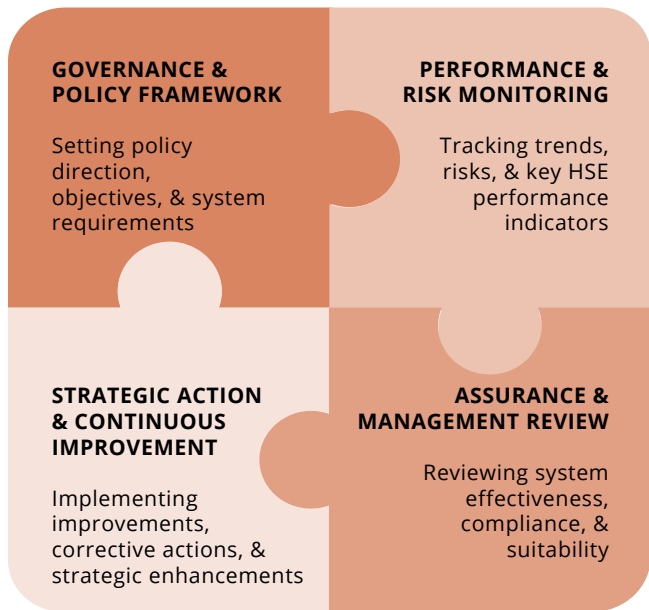 GOVERNANCE &
POLICY FRAMEWORK
Setting policy
direction,
objectives, & system
requirements
PERFORMANCE &
RISK MONITORING
Tracking trends,
risks, & key HSE
performance
indicators
STRATEGIC ACTION
& CONTINUOUS
IMPROVEMENT
Implementing
improvements,
corrective actions, &
strategic enhancements
ASSURANCE &
MANAGEMENT REVIEW
Reviewing system
effectiveness,
compliance, &
suitability